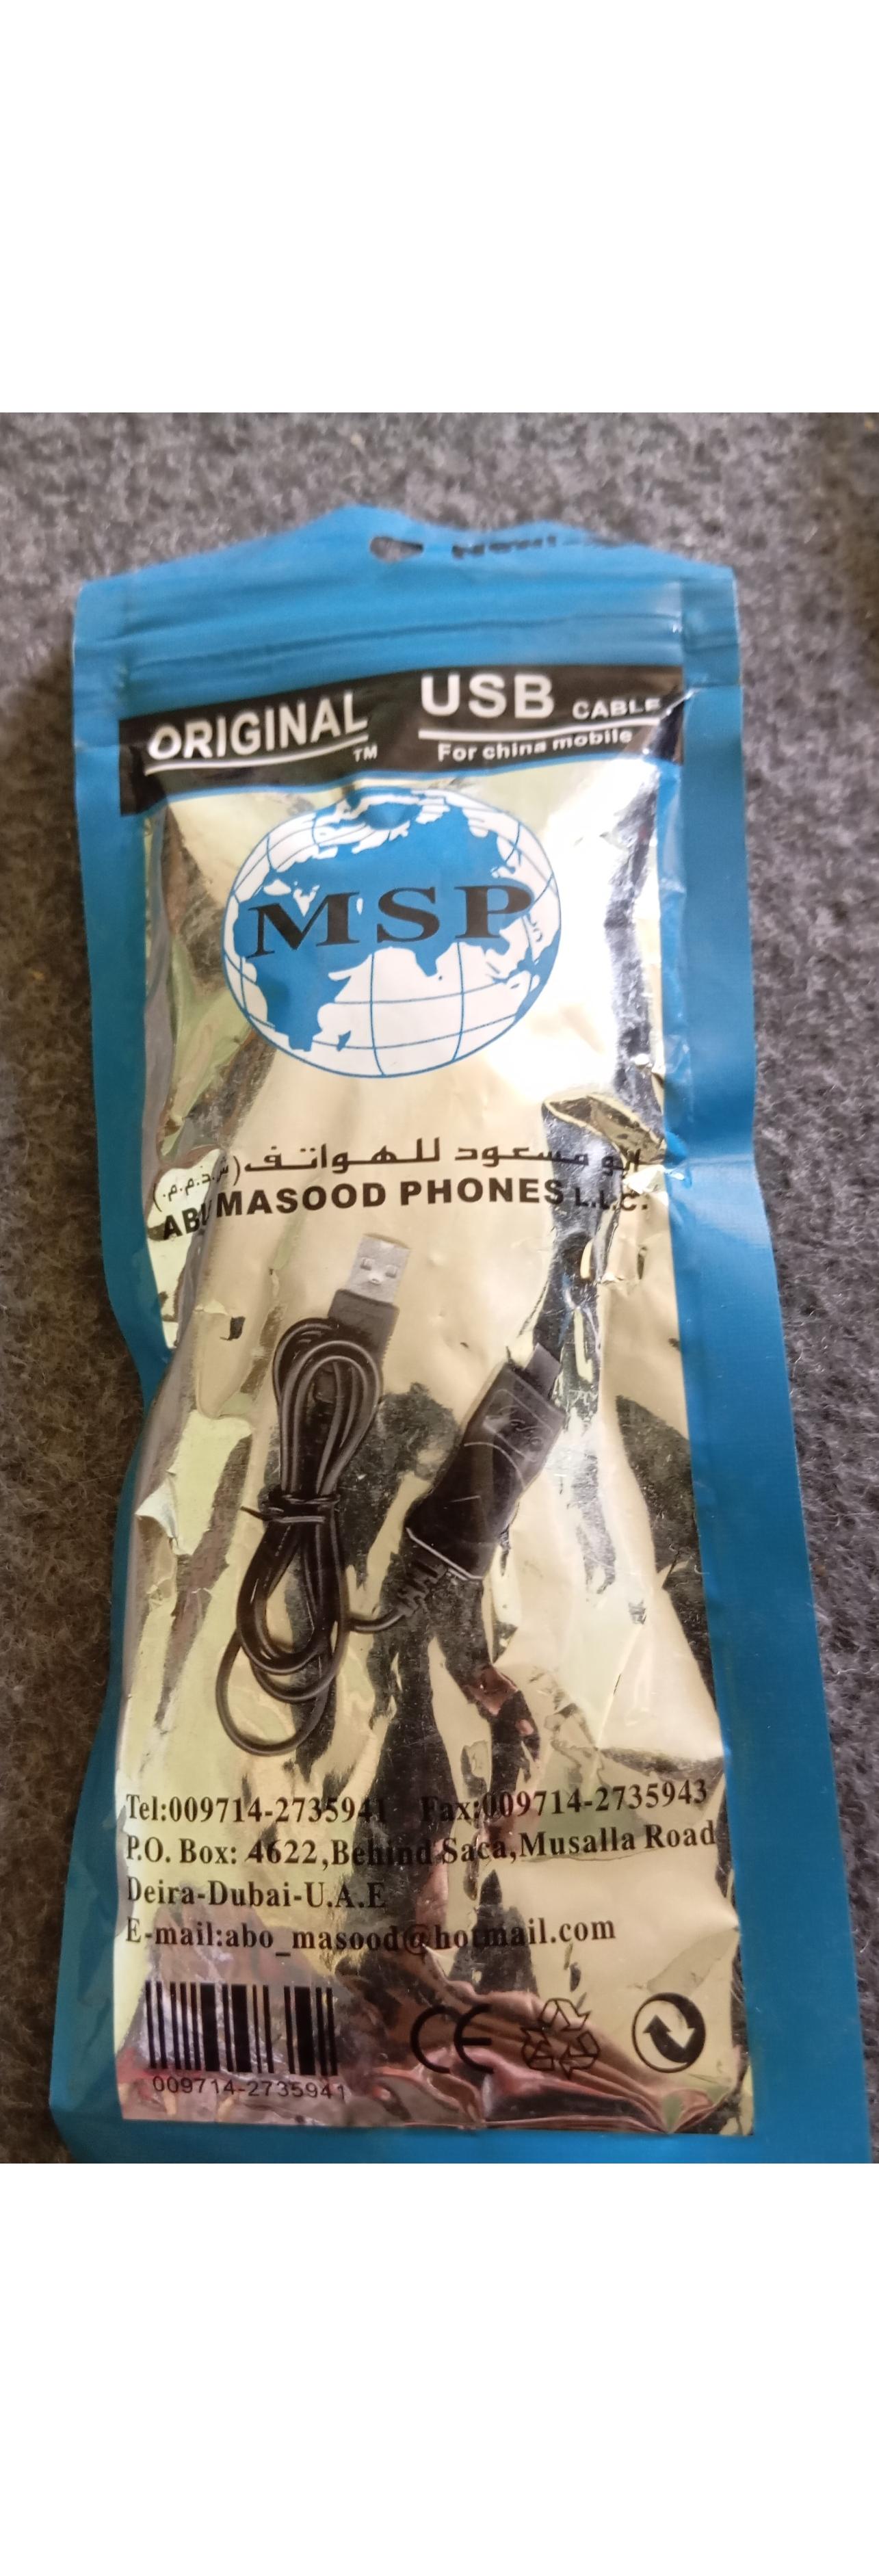 ORIGINAL TM
USB CABLE
For china mobile
MSP
ابو مسعود للهواتف (ش.ذ.م.م.)
ABU MASOOD PHONES L.L.C.
Tel:009714-2735941 Fax:009714-2735943
P.O. Box: 4622,Behind Saca,Musalla Road
Deira-Dubai-U.A.E
E-mail:abo_masood@hotmail.com
009714-2735941
CE